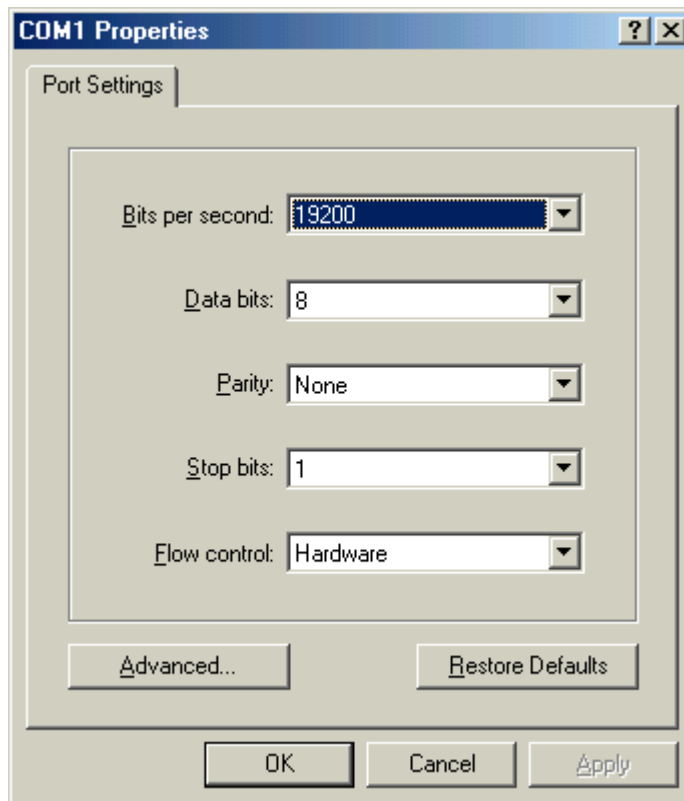 COM1 Properties
Port Settings
Bits per second: 19200
Data bits: 8
Parity: None
Stop bits: 1
Flow control: Hardware
Advanced... Restore Defaults
OK Cancel Apply